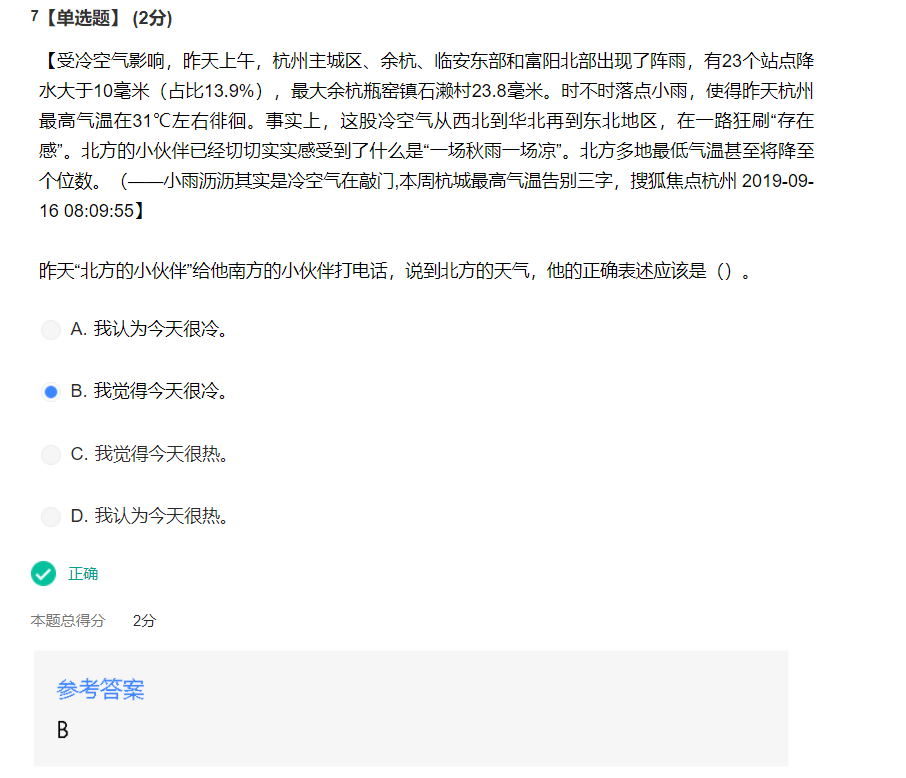 7【单选题】 (2分)
【受冷空气影响，昨天上午，杭州主城区、余杭、临安东部和富阳北部出现了阵雨，有23个站点降
水大于10毫米（占比13.9%），最大余杭瓶窑镇石濑村23.8毫米。时不时落点小雨，使得昨天杭州
最高气温在31℃左右徘徊。事实上，这股冷空气从西北到华北再到东北地区，在一路狂刷“存在
感”。北方的小伙伴已经切切实实感受到了什么是“一场秋雨一场凉”。北方多地最低气温甚至将降至
个位数。（——小雨沥沥其实是冷空气在敲门,本周杭城最高气温告别三字，搜狐焦点杭州 2019-09-
16 08:09:55】
昨天“北方的小伙伴”给他南方的小伙伴打电话，说到北方的天气，他的正确表述应该是（）。
A. 我认为今天很冷。
B. 我觉得今天很冷。
C. 我觉得今天很热。
D. 我认为今天很热。
正确
本题总得分 2分
参考答案
B